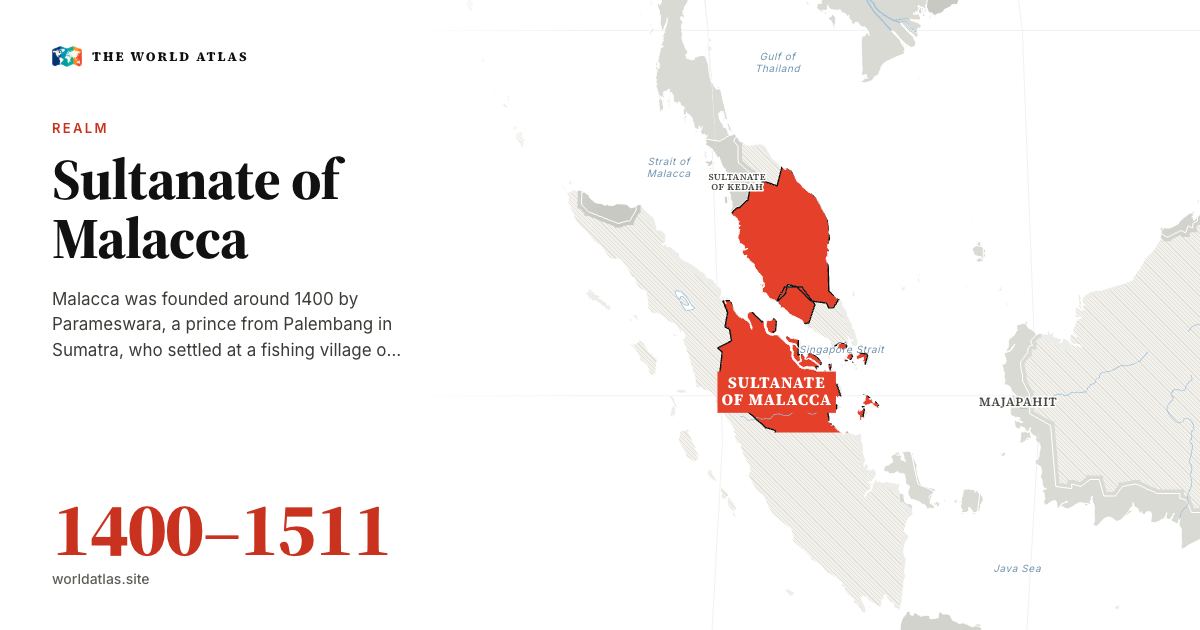 THE WORLD ATLAS
REALM
Sultanate of
Malacca
Malacca was founded around 1400 by
Parameswara, a prince from Palembang in
Sumatra, who settled at a fishing village o...
1400–1511
worldatlas.site
Gulf of
Thailand
Strait of
Malacca
SULTANATE
OF KEDAH
Singapore Strait
SULTANATE
OF MALACCA
MAJAPAHIT
Java Sea